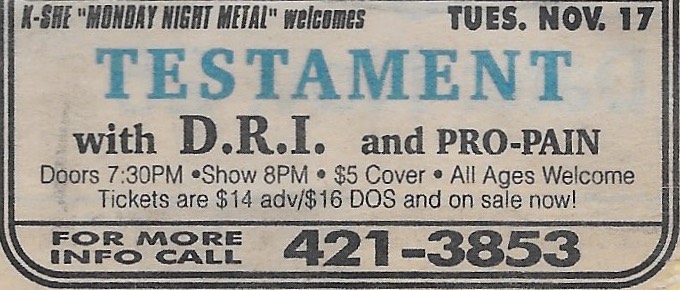 K-SHE "MONDAY NIGHT METAL" welcomes TUES. NOV. 17
TESTAMENT
with D.R.I. and PRO-PAIN
Doors 7:30PM •Show 8PM • $5 Cover • All Ages Welcome
Tickets are $14 adv/$16 DOS and on sale now!
FOR MORE
INFO CALL 421-3853